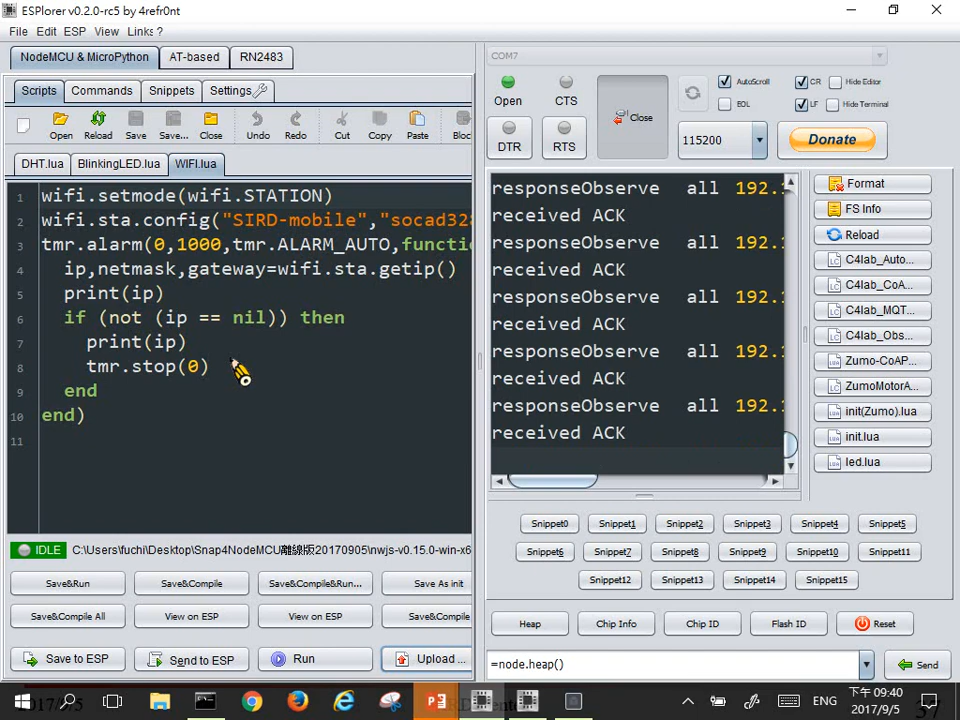 ESPlorer v0.2.0-rc5 by 4refr0nt
File Edit ESP View Links ?
NodeMCU & MicroPython AT-based RN2483
Scripts Commands Snippets Settings
Open Reload Save Save... Close Undo Redo Cut Copy Paste Bloc
DHT.lua BlinkingLED.lua WIFI.lua
1 wifi.setmode(wifi.STATION)
2 wifi.sta.config("SIRD-mobile","socad328
3 tmr.alarm(0,1000,tmr.ALARM_AUTO,functio
4 ip,netmask,gateway=wifi.sta.getip()
5 print(ip)
6 if (not (ip == nil)) then
7 print(ip)
8 tmr.stop(0)
9 end
10 end)
11
IDLE C:\Users\fuchi\Desktop\Snap4NodeMCU離線版20170905\nwjs-v0.15.0-win-x6
Save&Run Save&Compile Save&Compile&Run... Save As init
Save&Compile All View on ESP View on ESP Save&Compile
Save to ESP Send to ESP Run Upload ...
COM7
Open CTS Close AutoScroll CR Hide Editor
EOL LF Hide Terminal
DTR RTS 115200 Donate
responseObserve all 192.1
received ACK
responseObserve all 192.1
received ACK
responseObserve all 192.1
received ACK
responseObserve all 192.1
received ACK
responseObserve all 192.1
received ACK
Format
FS Info
Reload
C4lab_Auto...
C4lab_CoA...
C4lab_MQT...
C4lab_Obs...
Zumo-CoAP...
ZumoMotorA...
init(Zumo).lua
init.lua
led.lua
Snippet0 Snippet1 Snippet2 Snippet3 Snippet4 Snippet5
Snippet6 Snippet7 Snippet8 Snippet9 Snippet10 Snippet11
Snippet12 Snippet13 Snippet14 Snippet15
Heap Chip Info Chip ID Flash ID Reset
=node.heap() Send
ENG
下午 09:40
2017/9/5
2017/9/5